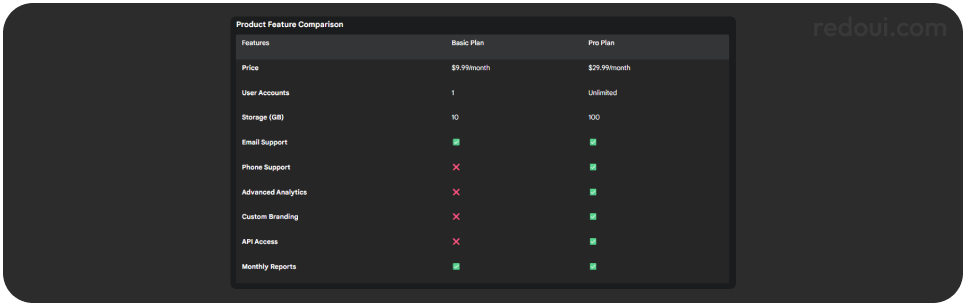 redoui.com
Product Feature Comparison
Features Basic Plan Pro Plan
Price $9.99/month $29.99/month
User Accounts 1 Unlimited
Storage (GB) 10 100
Email Support ✅ ✅
Phone Support ❌ ✅
Advanced Analytics ❌ ✅
Custom Branding ❌ ✅
API Access ❌ ✅
Monthly Reports ✅ ✅